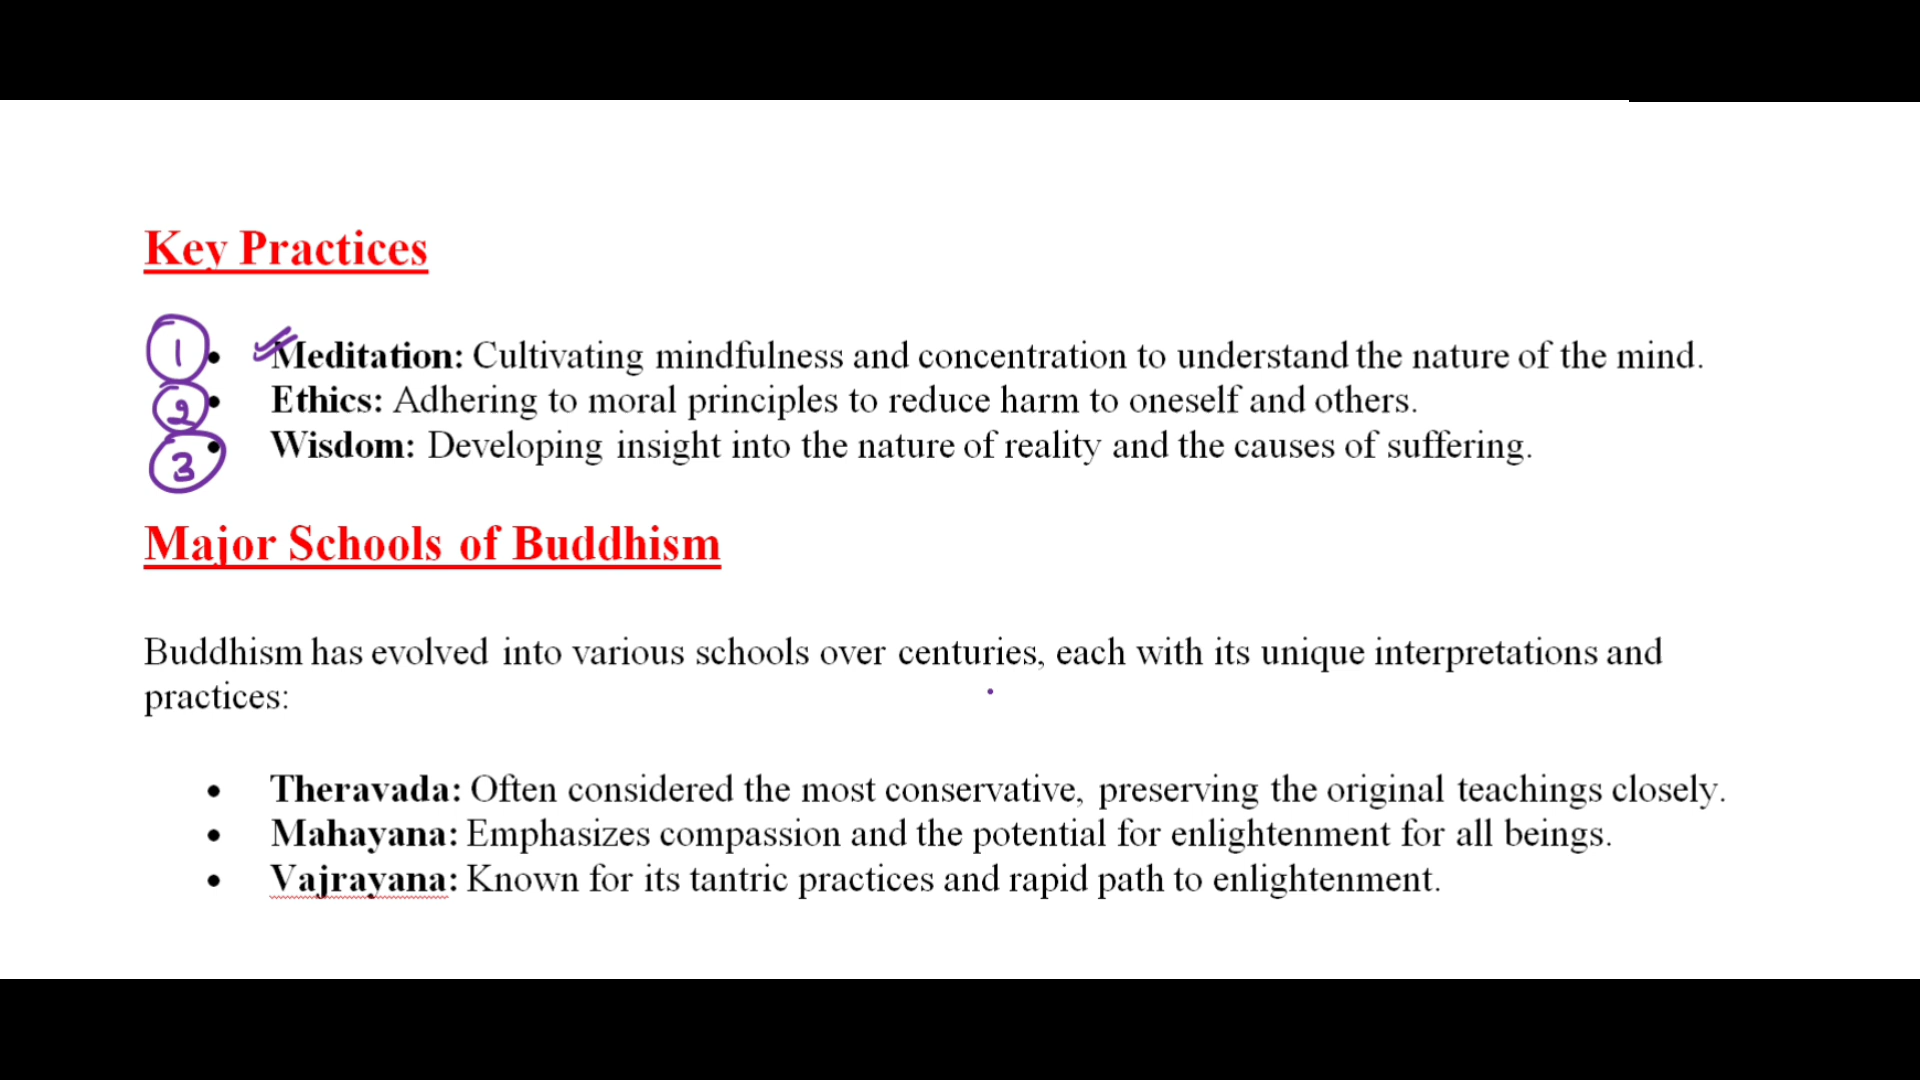 Key Practices
1 • Meditation: Cultivating mindfulness and concentration to understand the nature of the mind.
2 • Ethics: Adhering to moral principles to reduce harm to oneself and others.
3 • Wisdom: Developing insight into the nature of reality and the causes of suffering.
Major Schools of Buddhism
Buddhism has evolved into various schools over centuries, each with its unique interpretations and
practices:
• Theravada: Often considered the most conservative, preserving the original teachings closely.
• Mahayana: Emphasizes compassion and the potential for enlightenment for all beings.
• Vajrayana: Known for its tantric practices and rapid path to enlightenment.